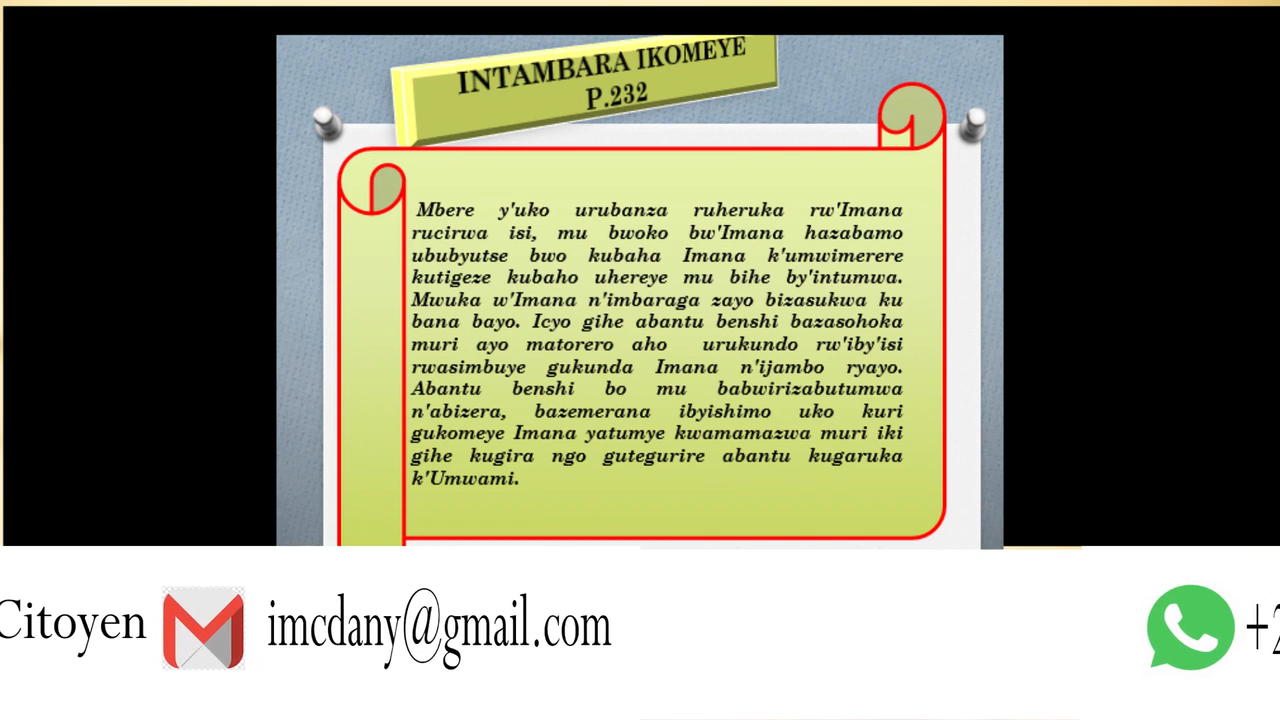 INTAMBARA IKOMEYE
P.232
Mbere y'uko urubanza ruheruka rw'Imana
rucirwa isi, mu bwoko bw'Imana hazabamo
ububyutse bwo kubaha Imana k'umwimerere
kutigeze kubaho uhereye mu bihe by'intumwa.
Mwuka w'Imana n'imbaraga zayo bizasukwa ku
bana bayo. Icyo gihe abantu benshi bazasohoka
muri ayo matorero aho urukundo rw'iby'isi
rwasimbuye gukunda Imana n'ijambo ryayo.
Abantu benshi bo mu babwirizabutumwa
n'abizera, bazemerana ibyishimo uko kuri
gukomeye Imana yatumye kwamamazwa muri iki
gihe kugira ngo gutegurire abantu kugaruka
k'Umwami.
Citoyen imcdany@gmail.com +2